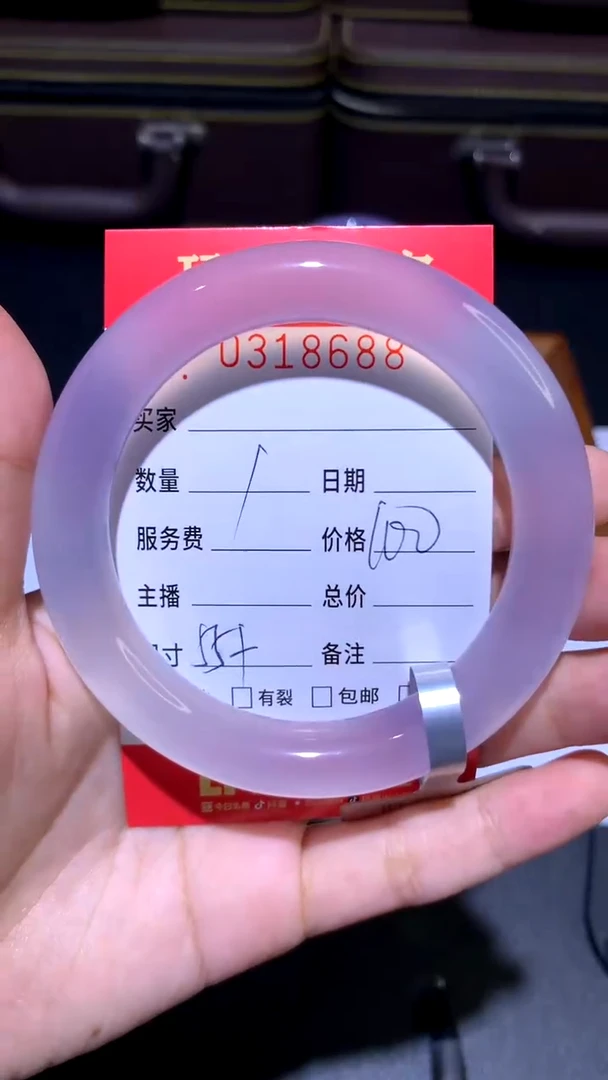 0318688
买家
数量 1 日期
服务费 价格 100
主播 总价
寸 55+ 备注
有裂 包邮